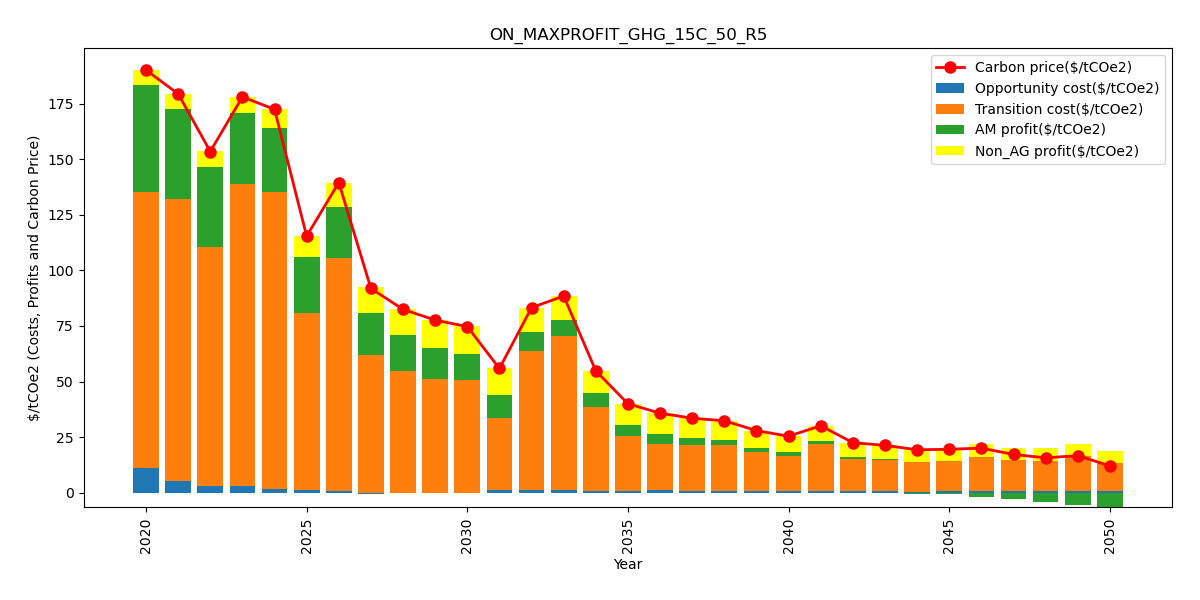 ON_MAXPROFIT_GHG_15C_50_R5
Carbon price($/tCOe2)
Opportunity cost($/tCOe2)
Transition cost($/tCOe2)
AM profit($/tCOe2)
Non_AG profit($/tCOe2)
$/tCOe2 (Costs, Profits and Carbon Price)
175
150
125
100
75
50
25
0
2020
2025
2030
2035
2040
2045
2050
Year